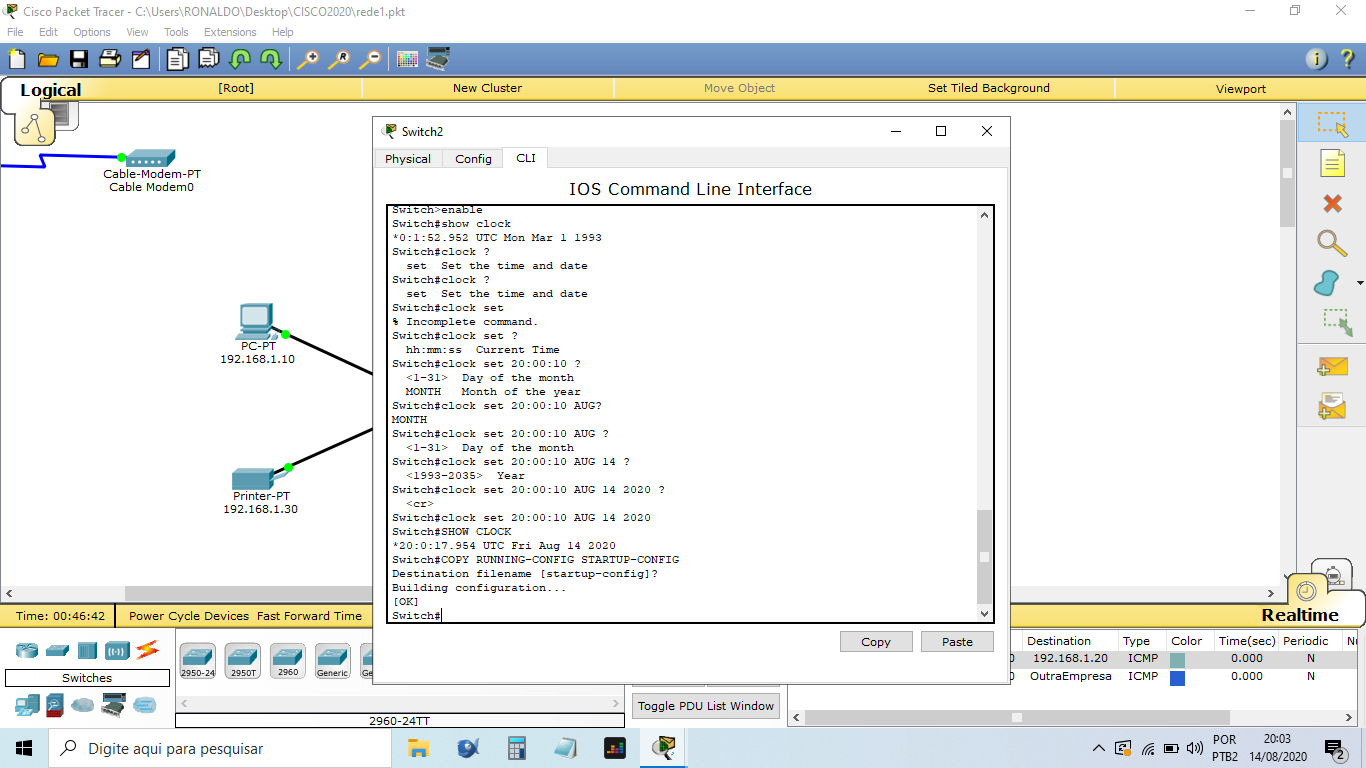 Cisco Packet Tracer - C:\Users\RONALDO\Desktop\CISCO2020\rede1.pkt
File Edit Options View Tools Extensions Help
Logical [Root] New Cluster Move Object Set Tiled Background Viewport
Cable-Modem-PT
Cable Modem0
PC-PT
192.168.1.10
Printer-PT
192.168.1.30
Switch2
Physical Config CLI
IOS Command Line Interface
Switch>enable
Switch#show clock
*0:1:52.952 UTC Mon Mar 1 1993
Switch#clock ?
set Set the time and date
Switch#clock ?
set Set the time and date
Switch#clock set
% Incomplete command.
Switch#clock set ?
hh:mm:ss Current Time
Switch#clock set 20:00:10 ?
<1-31> Day of the month
MONTH Month of the year
Switch#clock set 20:00:10 AUG?
MONTH
Switch#clock set 20:00:10 AUG ?
<1-31> Day of the month
Switch#clock set 20:00:10 AUG 14 ?
<1993-2035> Year
Switch#clock set 20:00:10 AUG 14 2020 ?
<cr>
Switch#clock set 20:00:10 AUG 14 2020
Switch#SHOW CLOCK
*20:0:17.954 UTC Fri Aug 14 2020
Switch#COPY RUNNING-CONFIG STARTUP-CONFIG
Destination filename [startup-config]?
Building configuration...
[OK]
Switch#
Copy Paste
Time: 00:46:42 Power Cycle Devices Fast Forward Time Realtime
Switches
2950-24 2950T 2960 Generic
2960-24TT
Toggle PDU List Window
Destination Type Color Time(sec) Periodic
192.168.1.20 ICMP 0.000 N
OutraEmpresa ICMP 0.000 N
Digite aqui para pesquisar
POR
PTB2
20:03
14/08/2020
2